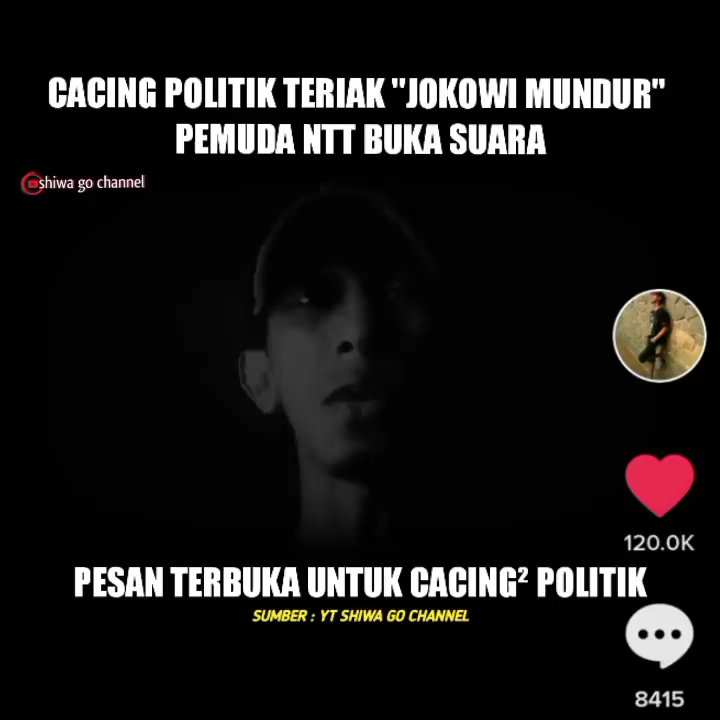 CACING POLITIK TERIAK "JOKOWI MUNDUR"
PEMUDA NTT BUKA SUARA
shiwa go channel
120.0K
PESAN TERBUKA UNTUK CACING² POLITIK
SUMBER : YT SHIWA GO CHANNEL
8415